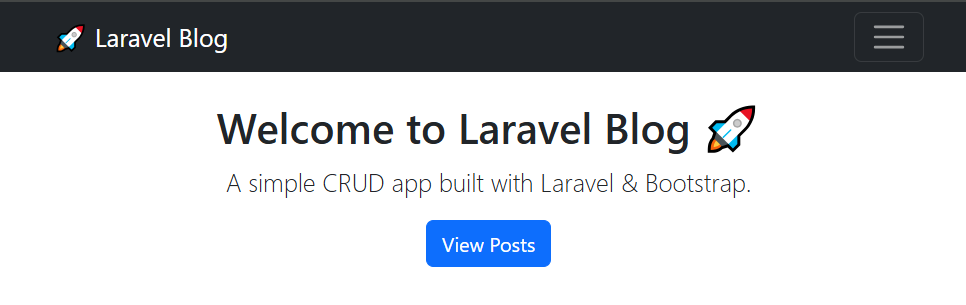 🚀 Laravel Blog
Welcome to Laravel Blog 🚀
A simple CRUD app built with Laravel & Bootstrap.
View Posts